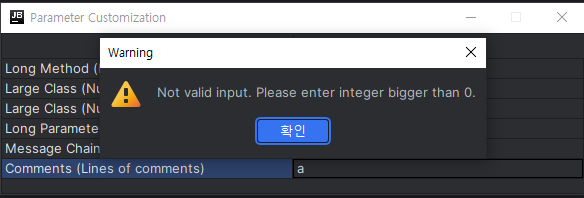 JB
Parameter Customization
Warning
Not valid input. Please enter integer bigger than 0.
확인
Long Method (
Large Class (Nu
Large Class (Nu
Long Paramete
Message Chain
Comments (Lines of comments) a